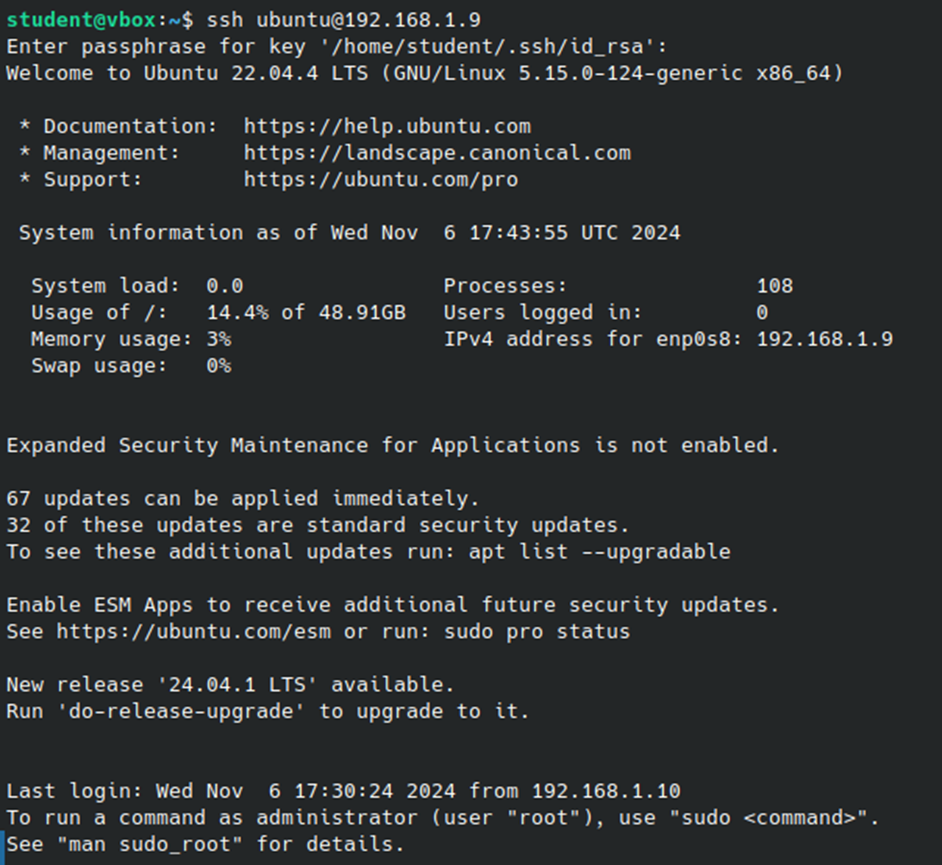 student@vbox:~$ ssh ubuntu@192.168.1.9
Enter passphrase for key '/home/student/.ssh/id_rsa':
Welcome to Ubuntu 22.04.4 LTS (GNU/Linux 5.15.0-124-generic x86_64)

 * Documentation:  https://help.ubuntu.com
 * Management:     https://landscape.canonical.com
 * Support:        https://ubuntu.com/pro

 System information as of Wed Nov  6 17:43:55 UTC 2024

  System load:  0.0                Processes:               108
  Usage of /:   14.4% of 48.91GB   Users logged in:         0
  Memory usage: 3%                 IPv4 address for enp0s8: 192.168.1.9
  Swap usage:   0%

Expanded Security Maintenance for Applications is not enabled.

67 updates can be applied immediately.
32 of these updates are standard security updates.
To see these additional updates run: apt list --upgradable

Enable ESM Apps to receive additional future security updates.
See https://ubuntu.com/esm or run: sudo pro status

New release '24.04.1 LTS' available.
Run 'do-release-upgrade' to upgrade to it.

Last login: Wed Nov  6 17:30:24 2024 from 192.168.1.10
To run a command as administrator (user "root"), use "sudo <command>".
See "man sudo_root" for details.